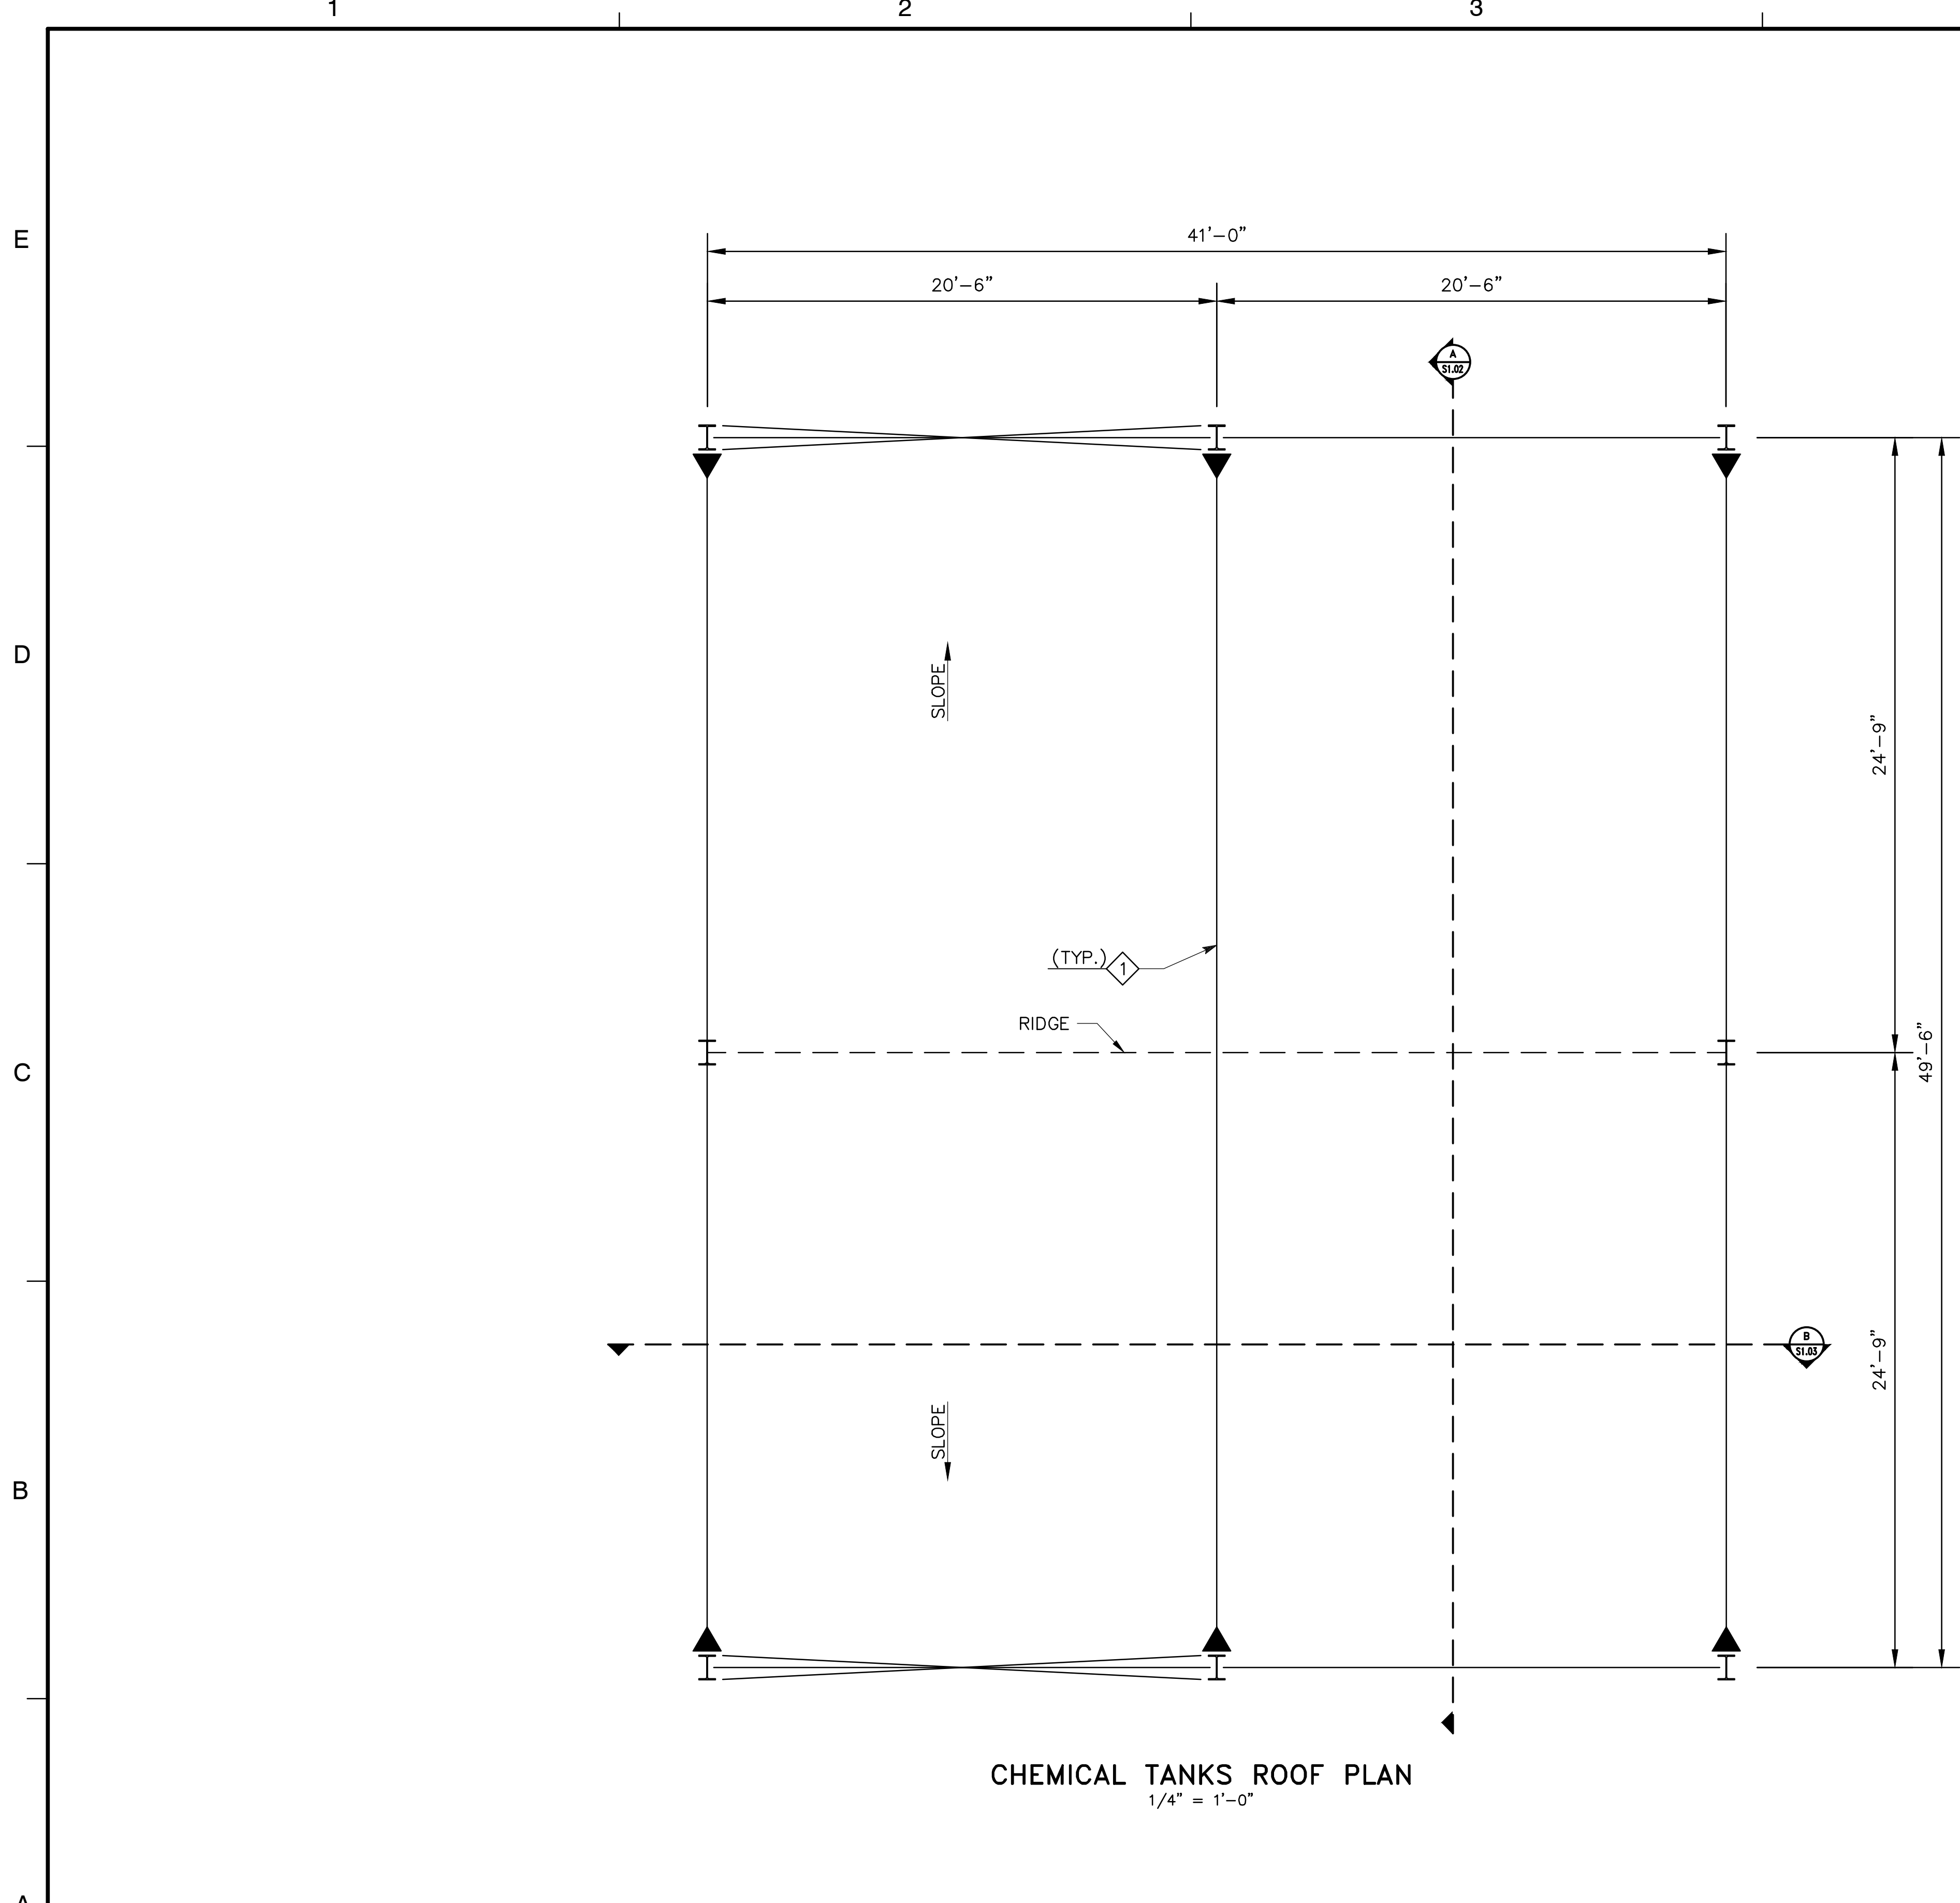 1 2 3
E
41'-0"
20'-6" 20'-6"
A
S1.02
D
SLOPE
24'-9"
(TYP.) 1
RIDGE
C
49'-6"
B
S1.03
24'-9"
SLOPE
B
CHEMICAL TANKS ROOF PLAN
1/4" = 1'-0"
A